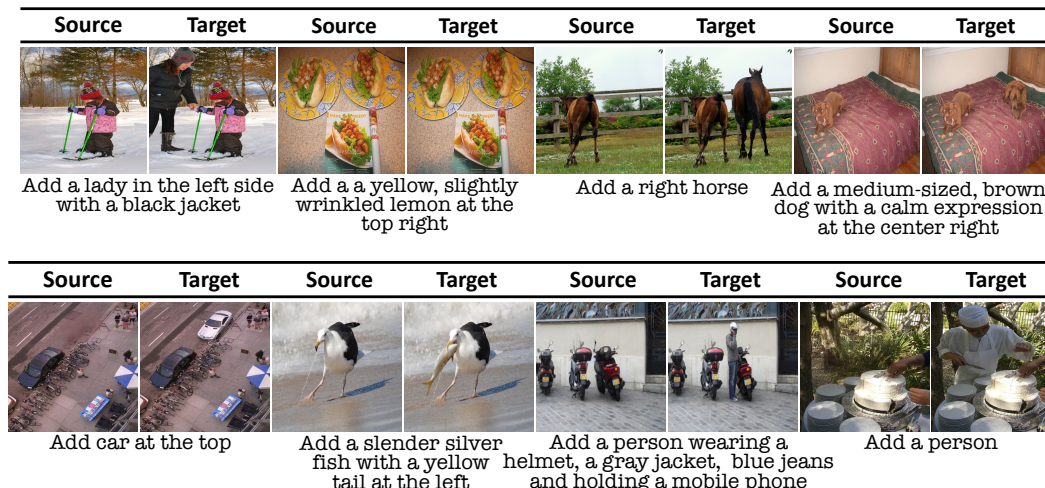 Source Target Source Target Source Target Source Target
Add a lady in the left side
with a black jacket
Add a a yellow, slightly
wrinkled lemon at the
top right
Add a right horse
Add a medium-sized, brown
dog with a calm expression
at the center right
Source Target Source Target Source Target Source Target
Add car at the top
Add a slender silver
fish with a yellow
tail at the left
Add a person wearing a
helmet, a gray jacket, blue jeans
and holding a mobile phone
Add a person